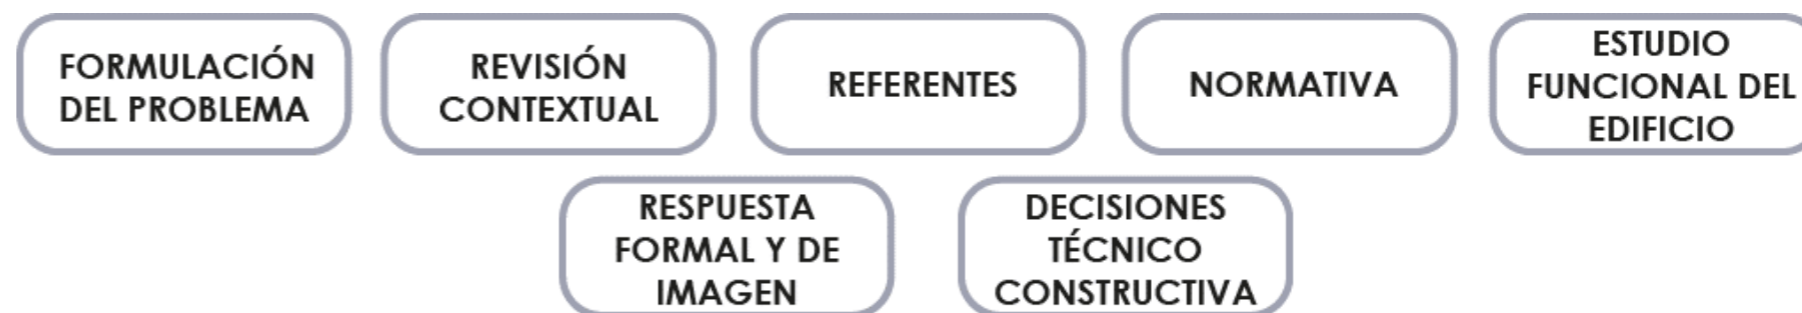 FORMULACIÓN
DEL PROBLEMA
REVISIÓN
CONTEXTUAL
REFERENTES
NORMATIVA
ESTUDIO
FUNCIONAL DEL
EDIFICIO
RESPUESTA
FORMAL Y DE
IMAGEN
DECISIONES
TÉCNICO
CONSTRUCTIVA